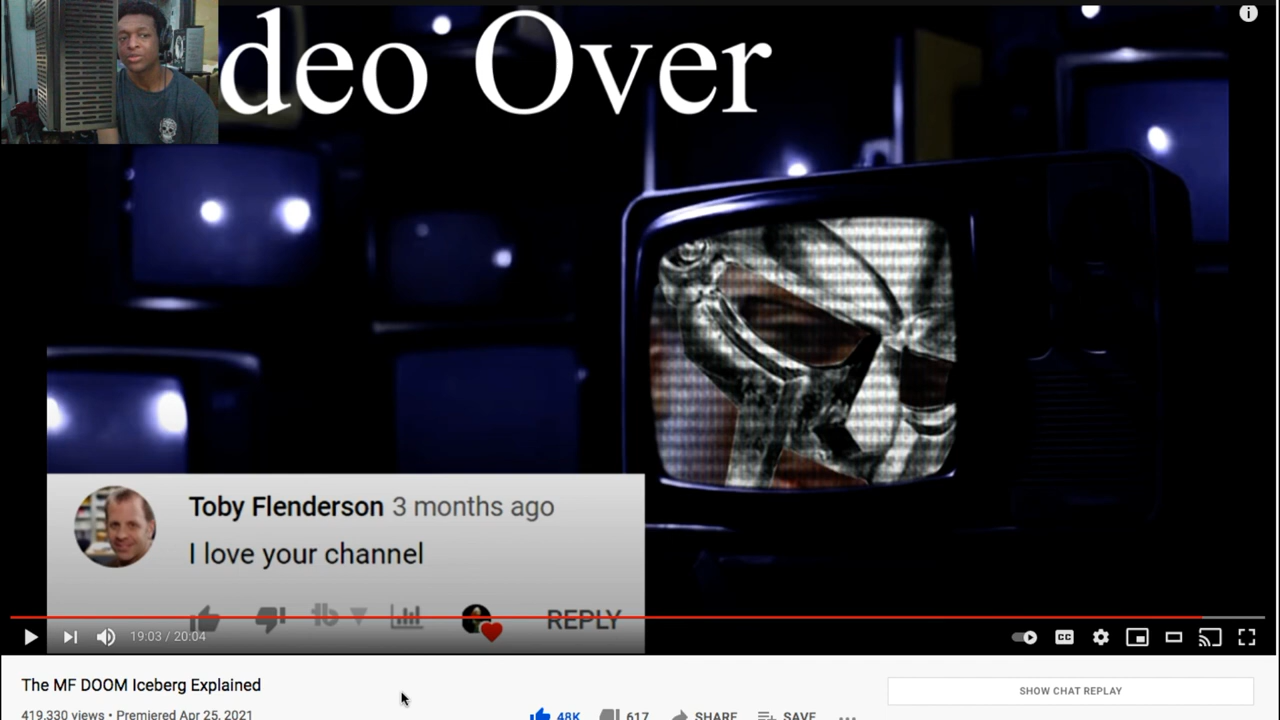 deo Over
Toby Flenderson 3 months ago
I love your channel
REPLY
19:03 / 20:04
CC
The MF DOOM Iceberg Explained
SHOW CHAT REPLAY
419,330 views • Premiered Apr 25, 2021
48K
617
SHARE
SAVE